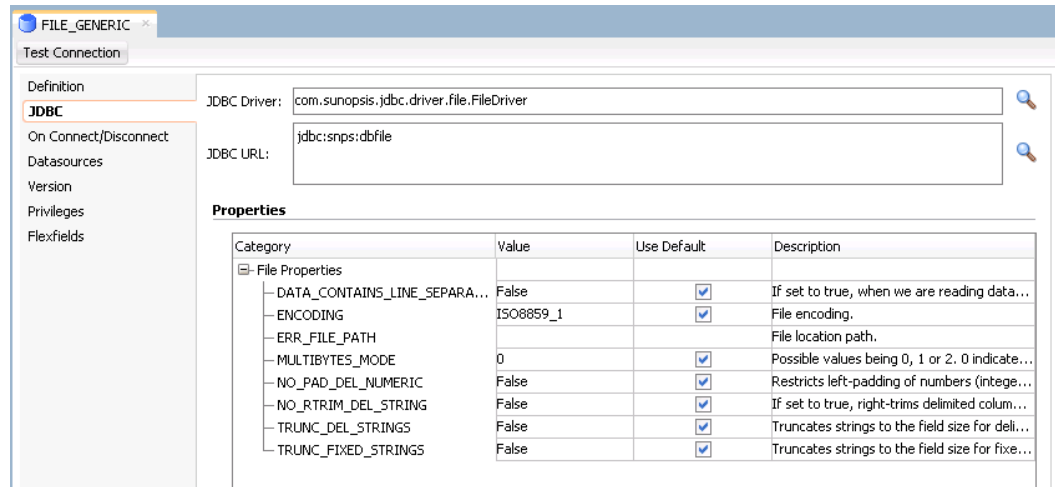 FILE_GENERIC ×
Test Connection
Definition
JDBC
On Connect/Disconnect
Datasources
Version
Privileges
Flexfields
JDBC Driver: com.sunopsis.jdbc.driver.file.FileDriver
JDBC URL: jdbc:snps:dbfile
Properties
Category Value Use Default Description
File Properties
DATA_CONTAINS_LINE_SEPARA... False If set to true, when we are reading data...
ENCODING ISO8859_1 File encoding.
ERR_FILE_PATH File location path.
MULTIBYTES_MODE 0 Possible values being 0, 1 or 2. 0 indicate...
NO_PAD_DEL_NUMERIC False Restricts left-padding of numbers (intege...
NO_RTRIM_DEL_STRING False If set to true, right-trims delimited colum...
TRUNC_DEL_STRINGS False Truncates strings to the field size for deli...
TRUNC_FIXED_STRINGS False Truncates strings to the field size for fixe...